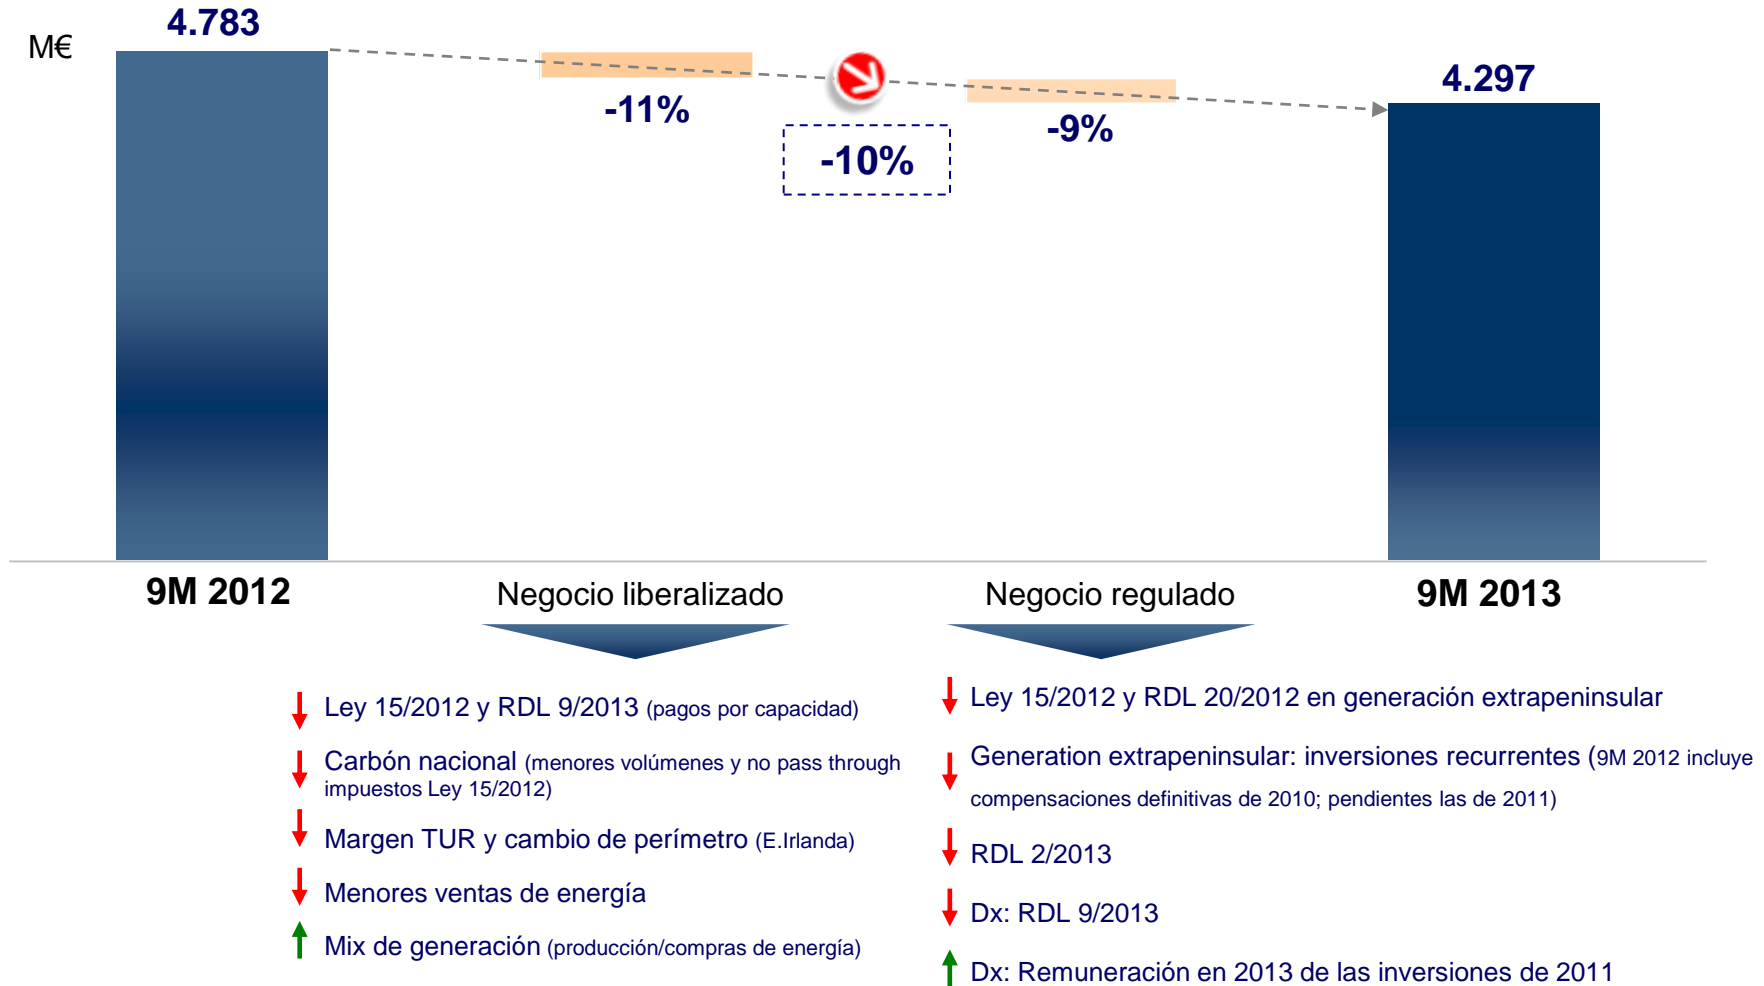 M€
4.783
-11%
-10%
-9%
4.297
9M 2012
Negocio liberalizado
Negocio regulado
9M 2013
Ley 15/2012 y RDL 9/2013 (pagos por capacidad)
Carbón nacional (menores volúmenes y no pass through
impuestos Ley 15/2012)
Margen TUR y cambio de perímetro (E.Irlanda)
Menores ventas de energía
Mix de generación (producción/compras de energía)
Ley 15/2012 y RDL 20/2012 en generación extrapeninsular
Generation extrapeninsular: inversiones recurrentes (9M 2012 incluye
compensaciones definitivas de 2010; pendientes las de 2011)
RDL 2/2013
Dx: RDL 9/2013
Dx: Remuneración en 2013 de las inversiones de 2011